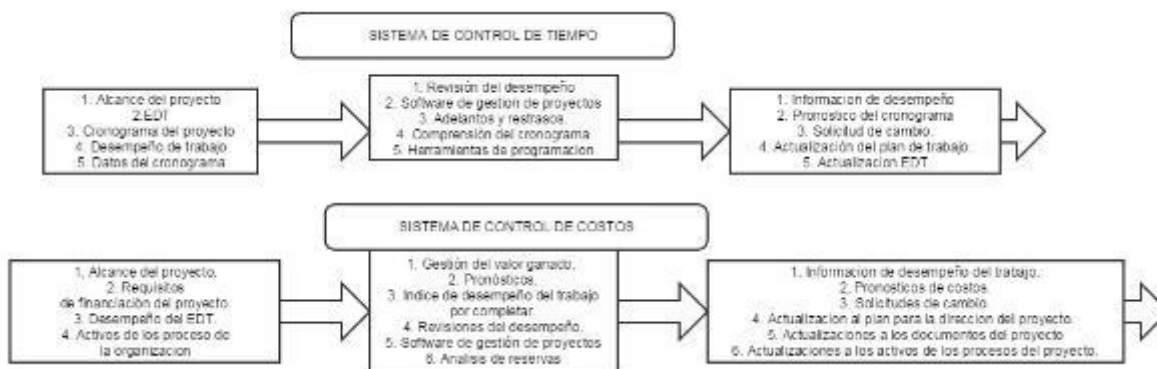 SISTEMA DE CONTROL DE TIEMPO
1. Alcance del proyecto
2.EDT
3. Cronograma del proyecto
4. Desempeño de trabajo
5. Datos del cronograma
1. Revisión del desempeño
2. Software de gestion de proyectos
3. Adelantos y restrasos.
4. Comprensión del cronograma
5. Herramientas de programacion
1. Informacion de desempeño
2. Pronostico del cronograma
3. Solicitud de cambio.
4. Actualización del plan de trabajo.
5. Actualizacion EDT.
SISTEMA DE CONTROL DE COSTOS
1. Alcance del proyecto.
2. Requisitos
de financiación del proyecto.
3. Desempeño del EDT.
4. Activos de los proceso de
la organizacion
1. Gestión del valor ganado.
2. Pronósticos.
3. Indice de desempeño del trabajo
por completar.
4. Revisiones del desempeño.
5. Software de gestión de proyectos
6. Analisis de reservas
1. Informacion de desempeño del trabajo.
2. Pronosticos de costos.
3. Solicitudes de cambio.
4. Actualizacion al plan para la direccion del proyecto.
5. Actualizaciones a los documentos del proyecto
6. Actualizaciones a los activos de los procesos del proyecto.